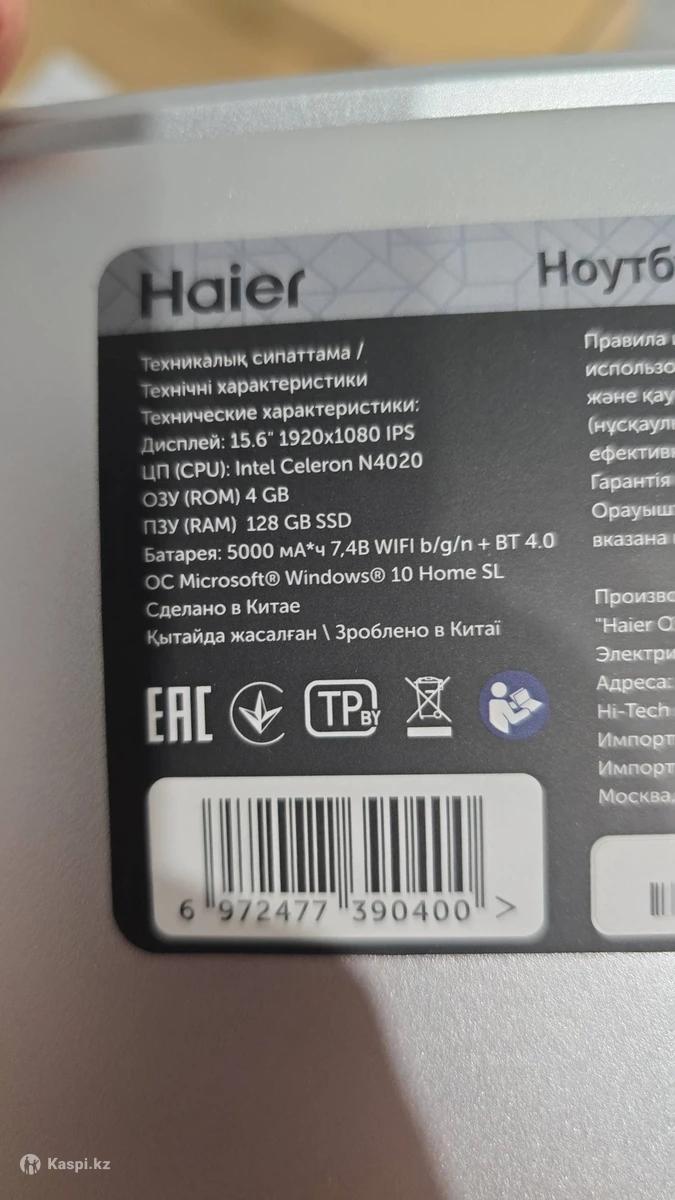 Haier
Техникалық сипаттама /
Технічні характеристики
Технические характеристики:
Дисплей: 15.6" 1920x1080 IPS
ЦП (CPU): Intel Celeron N4020
ОЗУ (ROM) 4 GB
ПЗУ (RAM) 128 GB SSD
Батарея: 5000 мА*ч 7,4В WIFI b/g/n + BT 4.0
ОС Microsoft® Windows® 10 Home SL
Сделано в Китае
Қытайда жасалған \ Зроблено в Китаї
EAC TP BY
6 972477 390400 >
Ноутб
Правила
использо
және қау
(нұсқаул
ефективн
Гарантія
Орауыш
вказана
Произво
"Haier
Электри
Адреса:
Hi-Tech
Импорт
Импорт
Москва,
Kaspi.kz